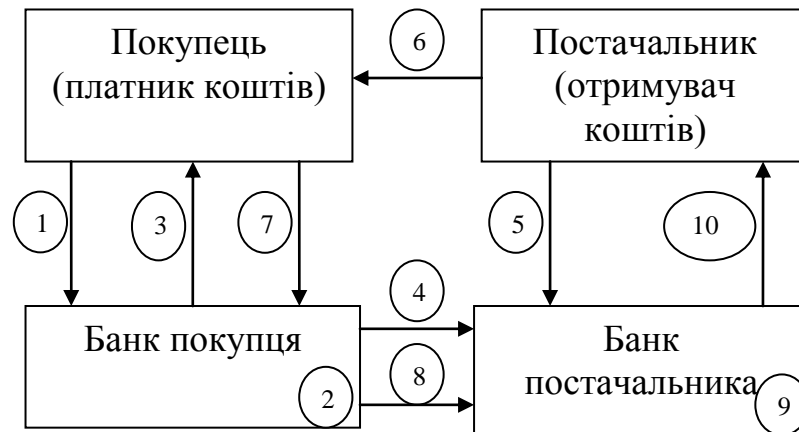 Покупець
(платник коштів)
6
Постачальник
(отримувач
коштів)
1
3
7
5
10
4
Банк покупця
2
8
Банк
постачальника
9